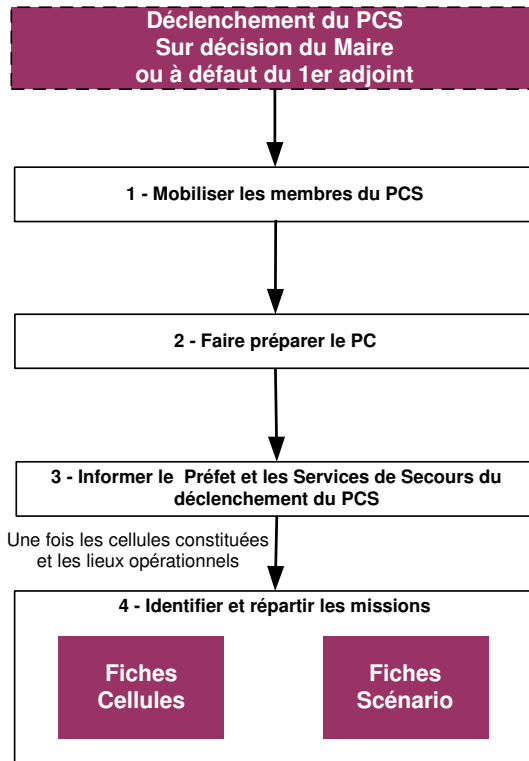 Déclenchement du PCS
Sur décision du Maire
ou à défaut du 1er adjoint
1 - Mobiliser les membres du PCS
2 - Faire préparer le PC
3 - Informer le Préfet et les Services de Secours du
déclenchement du PCS
Une fois les cellules constituées
et les lieux opérationnels
4 - Identifier et répartir les missions
Fiches
Cellules
Fiches
Scénario